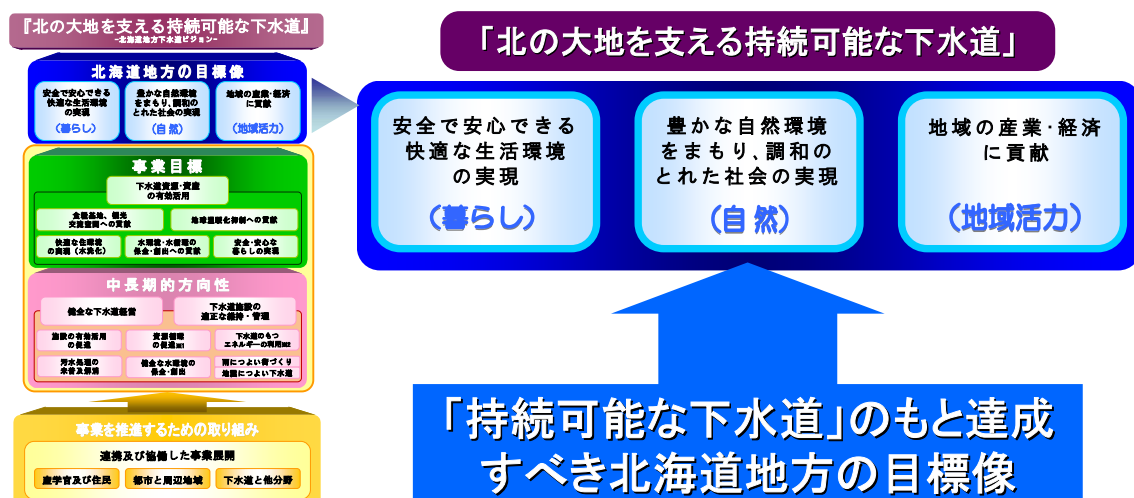 『北の大地を支える持続可能な下水道』
-北海道地方下水道ビジョン-
北海道地方の目標像
安全で安心できる
快適な生活環境
の実現
(暮らし)
豊かな自然環境
をまもり、調和の
とれた社会の実現
(自然)
地域の産業・経済
に貢献
(地域活力)
事業目標
下水道資源・資産
の有効活用
食糧基地、観光
交流空間への貢献
地球温暖化抑制への貢献
快適な住環境
の実現(水洗化)
水環境・水循環の
保全・創出への貢献
安全・安心な
暮らしの実現
中長期的方向性
健全な下水道経営
下水道施設の
適正な維持・管理
施設の有効活用
の促進
資源循環
の促進
下水道のもつ
エネルギーの利用
汚水処理の
未普及解消
健全な水環境の
保全・創出
雨につよい街づくり
地震につよい下水道
事業を推進するための取り組み
連携及び協働した事業展開
産学官及び住民
都市と周辺地域
下水道と他分野
「北の大地を支える持続可能な下水道」
安全で安心できる
快適な生活環境
の実現
(暮らし)
豊かな自然環境
をまもり、調和の
とれた社会の実現
(自然)
地域の産業・経済
に貢献
(地域活力)
「持続可能な下水道」のもと達成
すべき北海道地方の目標像